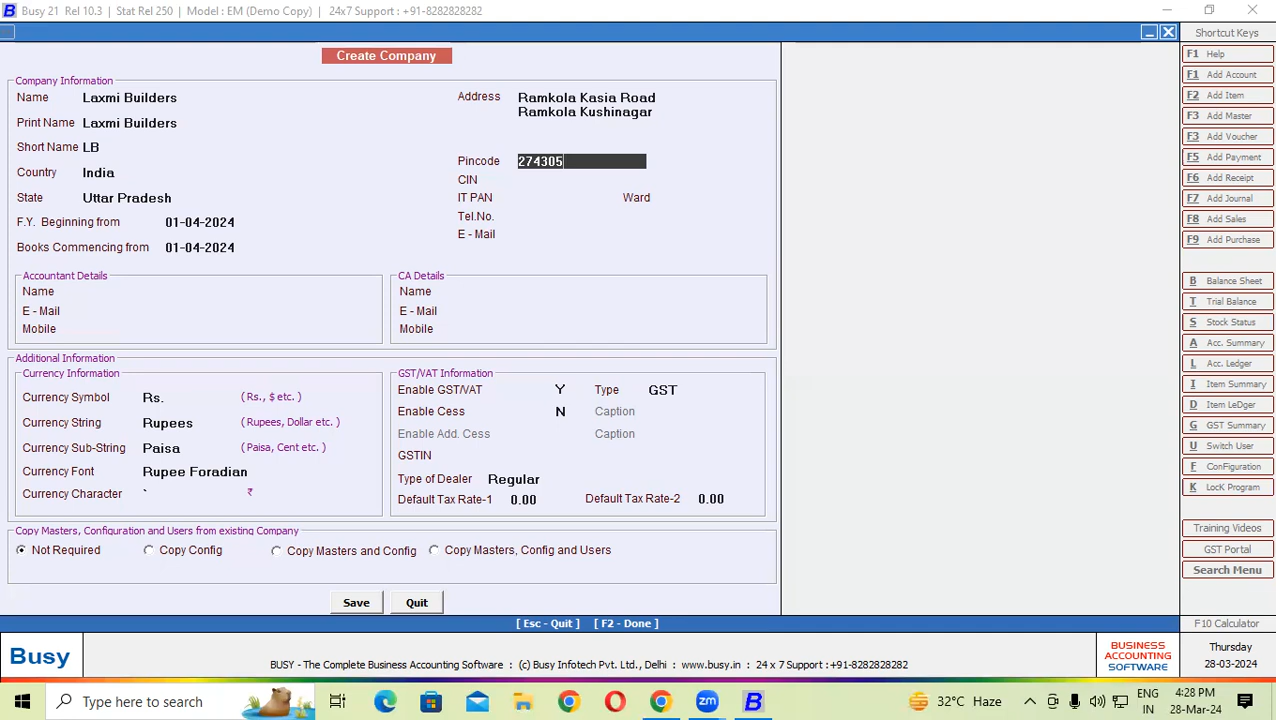 Busy 21 Rel 10.3 | Stat Rel 250 | Model : EM (Demo Copy) | 24x7 Support : +91-8282828282
Create Company
Company Information
Name Laxmi Builders
Print Name Laxmi Builders
Short Name LB
Country India
State Uttar Pradesh
F.Y. Beginning from 01-04-2024
Books Commencing from 01-04-2024
Address Ramkola Kasia Road
Ramkola Kushinagar
Pincode 274305
CIN
IT PAN Ward
Tel.No.
E - Mail
Accountant Details
Name
E - Mail
Mobile
CA Details
Name
E - Mail
Mobile
Additional Information
Currency Information
Currency Symbol Rs. ( Rs., $ etc. )
Currency String Rupees ( Rupees, Dollar etc. )
Currency Sub-String Paisa ( Paisa, Cent etc. )
Currency Font Rupee Foradian
Currency Character ` ₹
GST/VAT Information
Enable GST/VAT Y Type GST
Enable Cess N Caption
Enable Add. Cess Caption
GSTIN
Type of Dealer Regular
Default Tax Rate-1 0.00 Default Tax Rate-2 0.00
Copy Masters, Configuration and Users from existing Company
Not Required Copy Config Copy Masters and Config Copy Masters, Config and Users
Save Quit
[ Esc - Quit ] [ F2 - Done ]
Shortcut Keys
F1 Help
F1 Add Account
F2 Add Item
F3 Add Master
F3 Add Voucher
F5 Add Payment
F6 Add Receipt
F7 Add Journal
F8 Add Sales
F9 Add Purchase
B Balance Sheet
T Trial Balance
S Stock Status
A Acc. Summary
L Acc. Ledger
I Item Summary
D Item LeDger
G GST Summary
U Switch User
F ConFiguration
K LocK Program
Training Videos
GST Portal
Search Menu
F10 Calculator
Busy
BUSY - The Complete Business Accounting Software : (c) Busy Infotech Pvt. Ltd., Delhi : www.busy.in : 24 x 7 Support :+91-8282828282
BUSINESS
ACCOUNTING
SOFTWARE
Thursday
28-03-2024
Type here to search
zm
B
32°C Haze
ENG
IN
4:28 PM
28-Mar-24